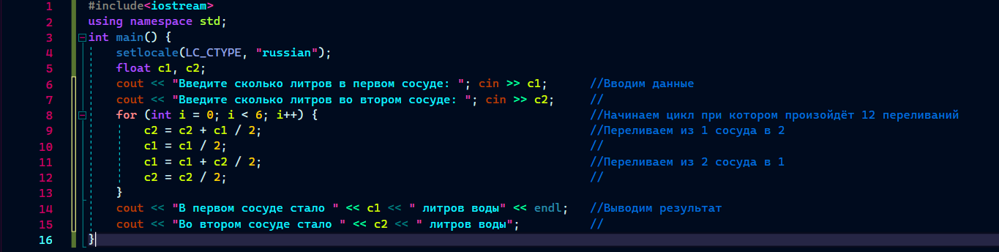 1 #include<iostream>
2 using namespace std;
3 int main() {
4 setlocale(LC_CTYPE, "russian");
5 float c1, c2;
6 cout << "Введите сколько литров в первом сосуде: "; cin >> c1; //Вводим данные
7 cout << "Введите сколько литров во втором сосуде: "; cin >> c2; //
8 for (int i = 0; i < 6; i++) { //Начинаем цикл при котором произойдёт 12 переливаний
9 c2 = c2 + c1 / 2; //Переливаем из 1 сосуда в 2
10 c1 = c1 / 2; //
11 c1 = c1 + c2 / 2; //Переливаем из 2 сосуда в 1
12 c2 = c2 / 2; //
13 }
14 cout << "В первом сосуде стало " << c1 << " литров воды" << endl; //Выводим результат
15 cout << "Во втором сосуде стало " << c2 << " литров воды"; //
16 }